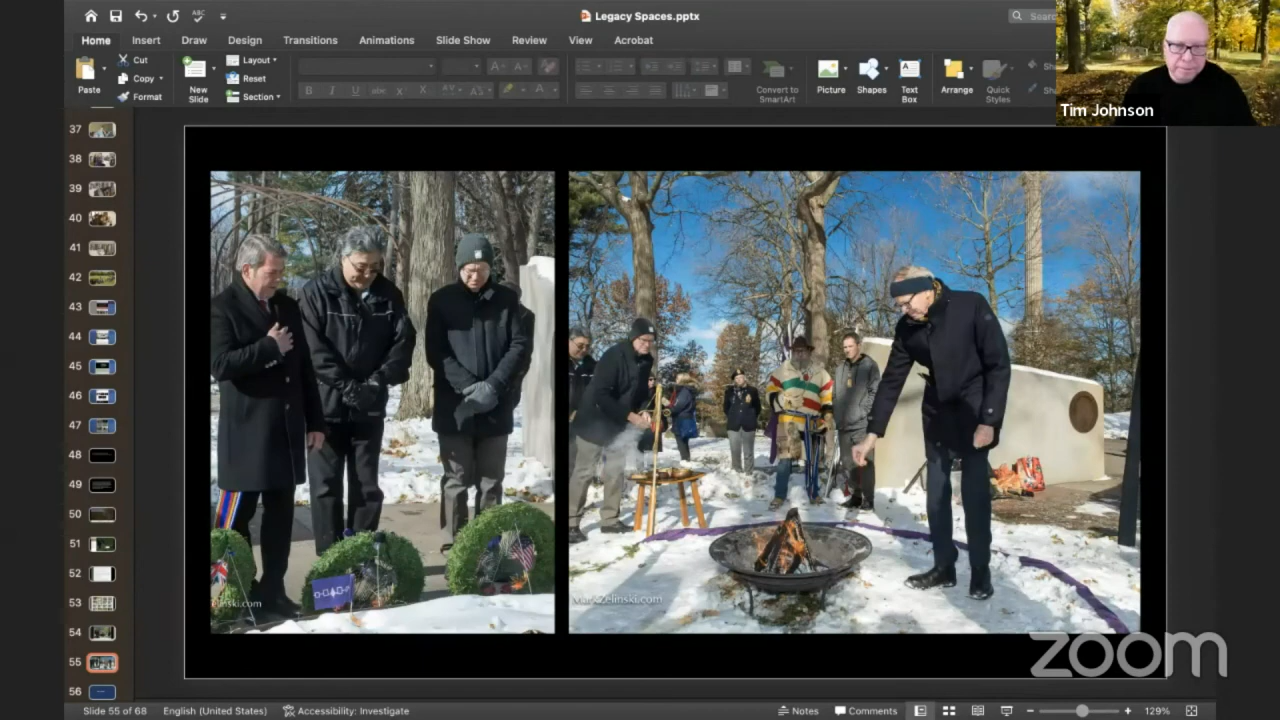 Legacy Spaces.pptx
Home Insert Draw Design Transitions Animations Slide Show Review View Acrobat
Paste
Cut
Copy
Format
New Slide
Layout
Reset
Section
Convert to SmartArt
Picture
Shapes
Text Box
Arrange
Quick Styles
Tim Johnson
37
38
39
40
41
42
43
44
45
46
47
48
49
50
51
52
53
54
55
56
MarkZelinski.com
zoom
Slide 55 of 68 English (United States) Accessibility: Investigate Notes Comments 129%